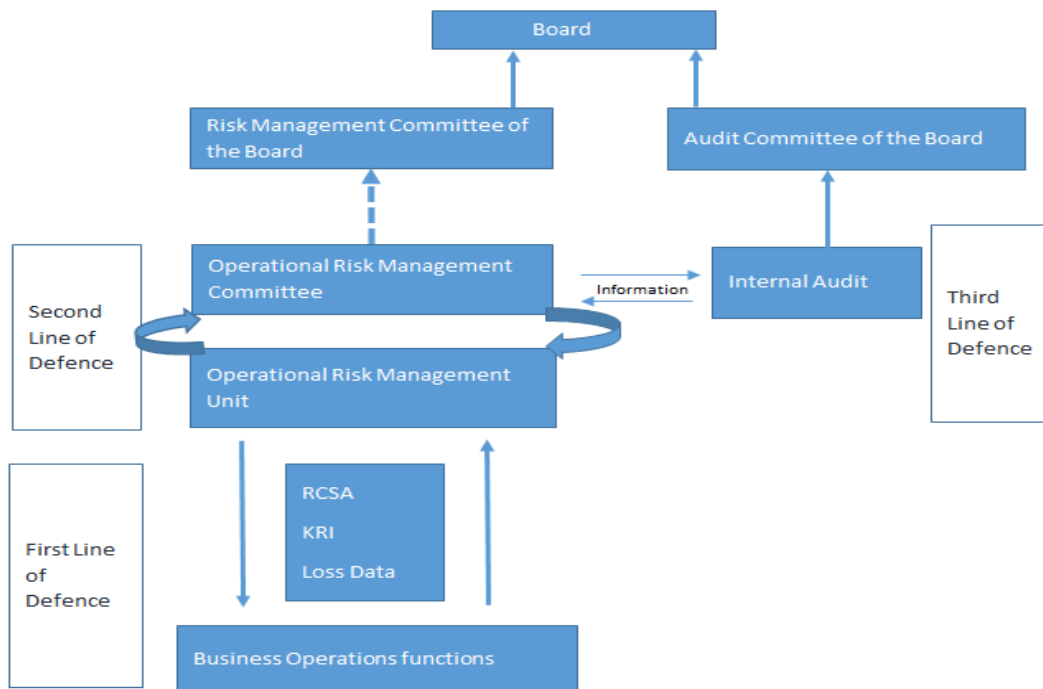 Board
Risk Management Committee of
the Board
Audit Committee of the Board
Second
Line of
Defence
Operational Risk Management
Committee
Information
Internal Audit
Third
Line of
Defence
Operational Risk Management
Unit
First Line
of
Defence
RCSA
KRI
Loss Data
Business Operations functions